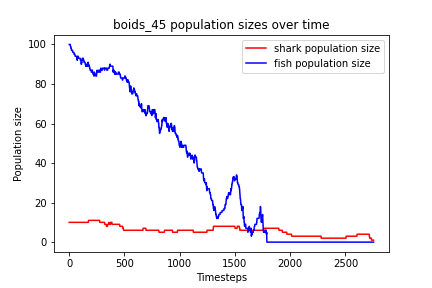 boids_45 population sizes over time
shark population size
fish population size
Population size
100
80
60
40
20
0
0
500
1000
1500
2000
2500
Timesteps